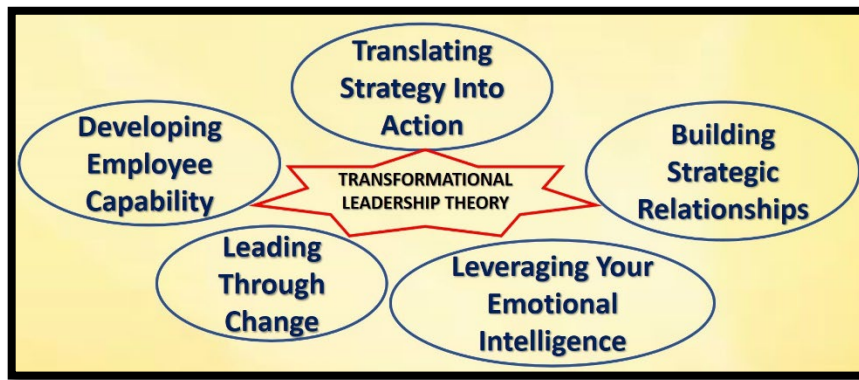 Translating
Strategy Into
Action
Developing
Employee
Capability
Building
Strategic
Relationships
TRANSFORMATIONAL
LEADERSHIP THEORY
Leading
Through
Change
Leveraging Your
Emotional
Intelligence